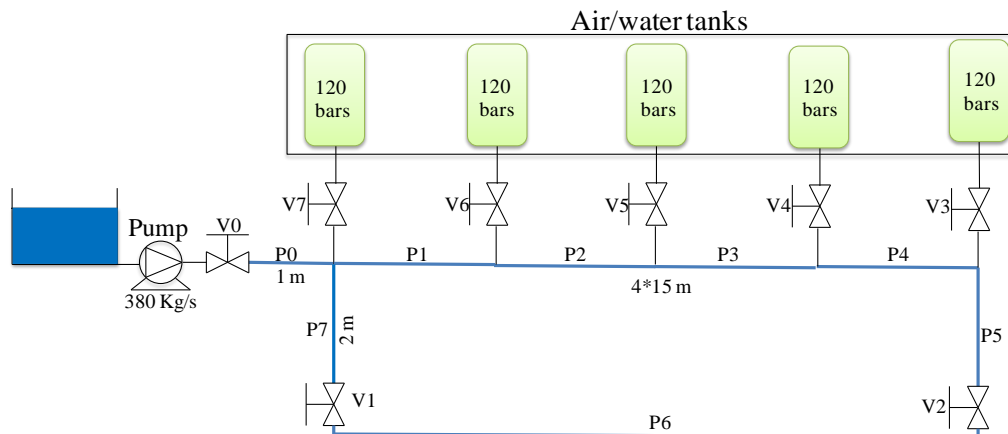 Air/water tanks
120
bars
120
bars
120
bars
120
bars
120
bars
V7
V6
V5
V4
V3
Pump
V0
380 Kg/s
P0
1 m
P1
P2
4*15 m
P3
P4
P7
2 m
P5
V1
P6
V2